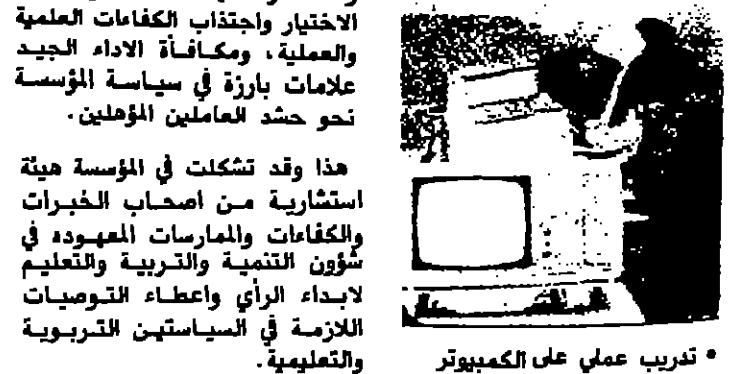 الاختيار واجتذاب الكفاءات العلمية
والعملية، ومكافأة الاداء الجيد
علامات بارزة في سياسة المؤسسة
نحو حشد العاملين المؤهلين.
هذا وقد تشكلت في المؤسسة هيئة
استشارية من اصحاب الخبرات
والكفاءات والممارسات المعهوده في
شؤون التنمية والتربية والتعليم
لابداء الرأي واعطاء التوصيات
اللازمة في السياستين التربوية
والتعليمية.
• تدريب عملي على الكمبيوتر